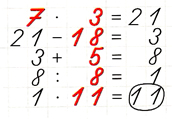 7 · 3 = 21
21 - 18 = 3
3 + 5 = 8
8 : 8 = 1
1 · 11 = 11